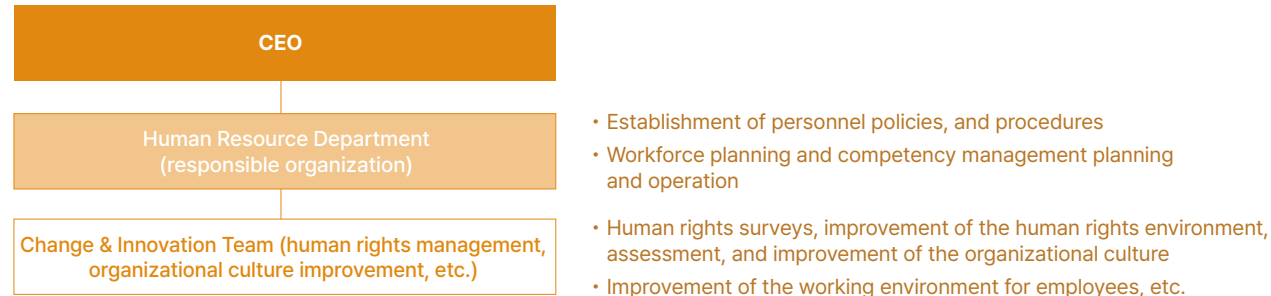 CEO
Human Resource Department
(responsible organization)
• Establishment of personnel policies, and procedures
• Workforce planning and competency management planning
and operation
Change & Innovation Team (human rights management,
organizational culture improvement, etc.)
• Human rights surveys, improvement of the human rights environment,
assessment, and improvement of the organizational culture
• Improvement of the working environment for employees, etc.